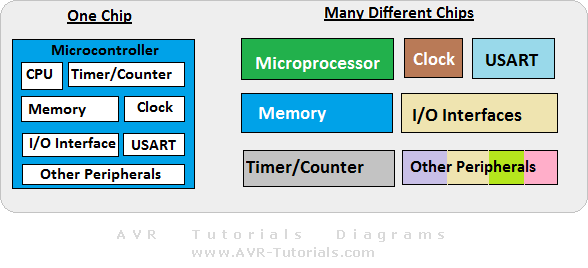 One Chip
Microcontroller
CPU
Timer/Counter
Memory
Clock
I/O Interface
USART
Other Peripherals
Many Different Chips
Microprocessor
Clock
USART
Memory
I/O Interfaces
Timer/Counter
Other Peripherals
AVR Tutorials Diagrams
www.AVR-Tutorials.com